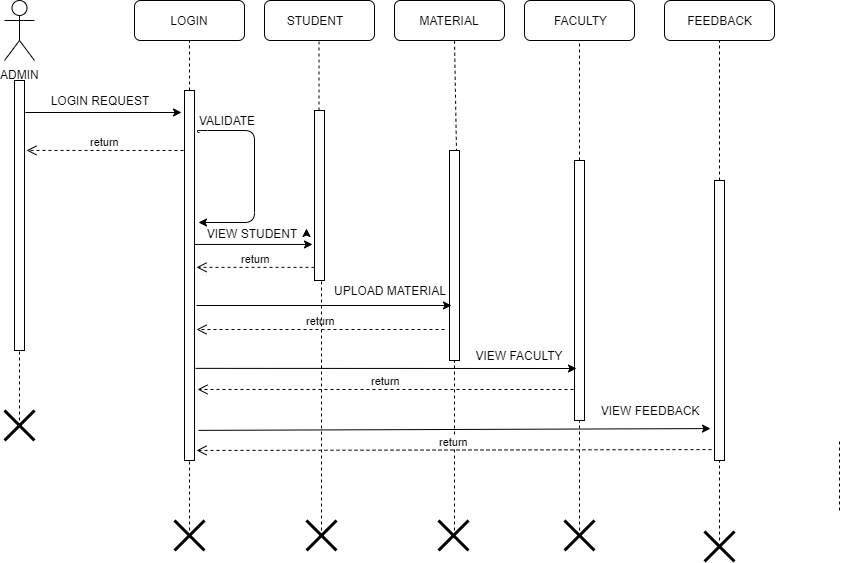 LOGIN
STUDENT
MATERIAL
FACULTY
FEEDBACK
ADMIN
LOGIN REQUEST
VALIDATE
return
VIEW STUDENT
return
UPLOAD MATERIAL
return
VIEW FACULTY
return
VIEW FEEDBACK
return